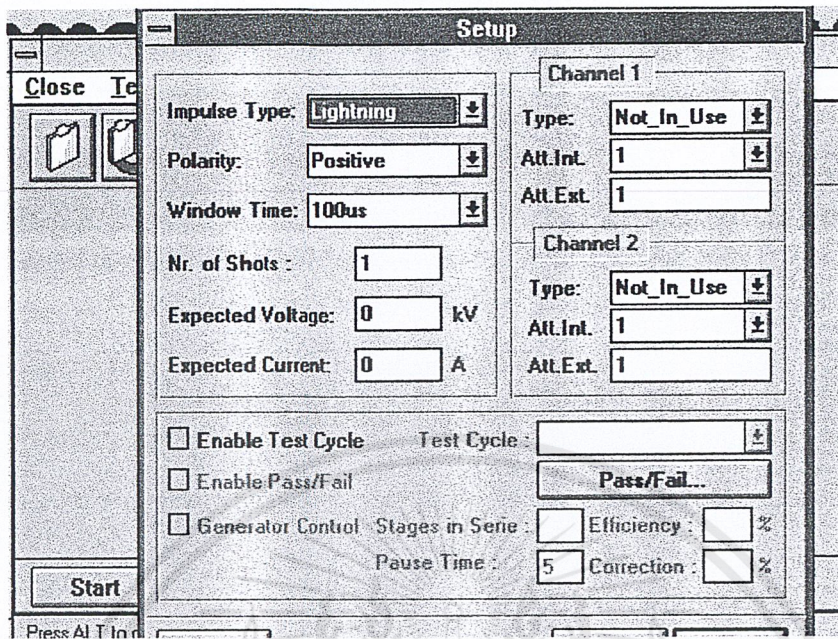 Setup
Close Te
Impulse Type: Lightning
Polarity: Positive
Window Time: 100us
Nr. of Shots : 1
Expected Voltage: 0 kV
Expected Current: 0 A
Channel 1
Type: Not_In_Use
Att.Int. 1
Att.Ext. 1
Channel 2
Type: Not_In_Use
Att.Int. 1
Att.Ext. 1
Enable Test Cycle Test Cycle :
Enable Pass/Fail Pass/Fail...
Generator Control Stages in Serie : Efficiency : %
Pause Time : 5 Correction : %
Start
Press ALT